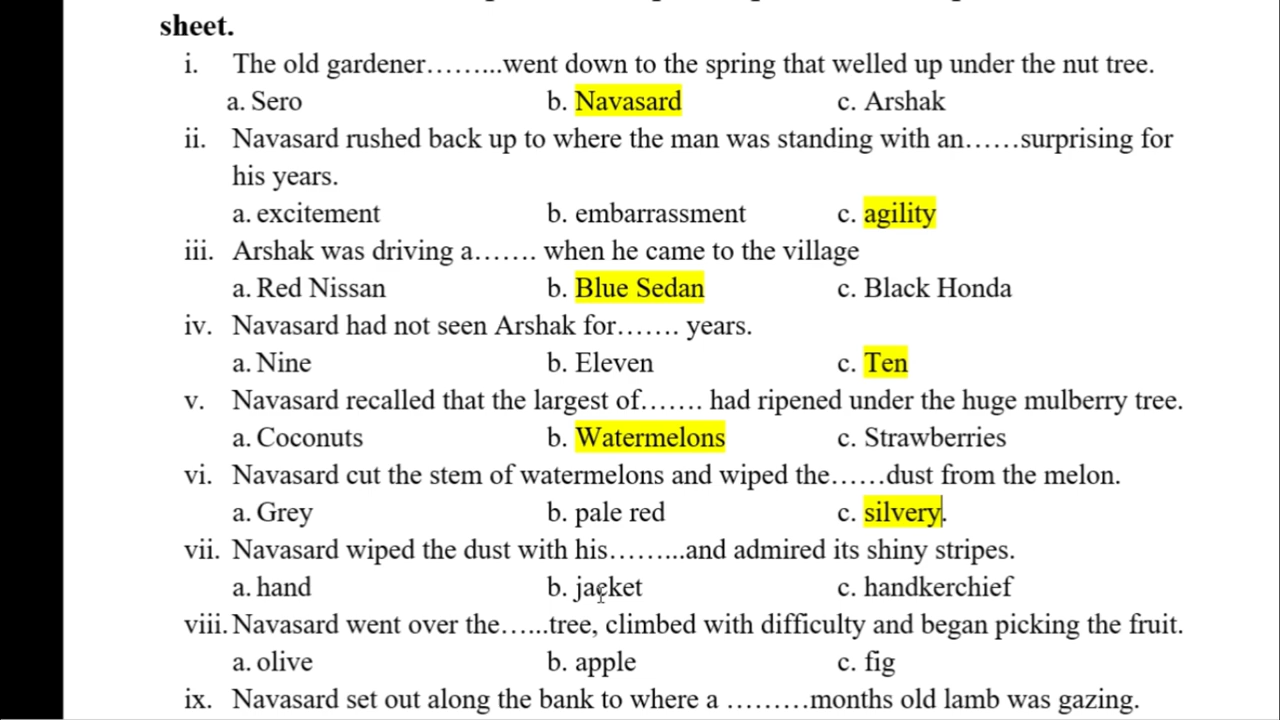 sheet.
i. The old gardener……...went down to the spring that welled up under the nut tree.
a. Sero b. Navasard c. Arshak
ii. Navasard rushed back up to where the man was standing with an……surprising for
his years.
a. excitement b. embarrassment c. agility
iii. Arshak was driving a……. when he came to the village
a. Red Nissan b. Blue Sedan c. Black Honda
iv. Navasard had not seen Arshak for……. years.
a. Nine b. Eleven c. Ten
v. Navasard recalled that the largest of……. had ripened under the huge mulberry tree.
a. Coconuts b. Watermelons c. Strawberries
vi. Navasard cut the stem of watermelons and wiped the……dust from the melon.
a. Grey b. pale red c. silvery.
vii. Navasard wiped the dust with his……...and admired its shiny stripes.
a. hand b. jacket c. handkerchief
viii. Navasard went over the…...tree, climbed with difficulty and began picking the fruit.
a. olive b. apple c. fig
ix. Navasard set out along the bank to where a ………months old lamb was gazing.